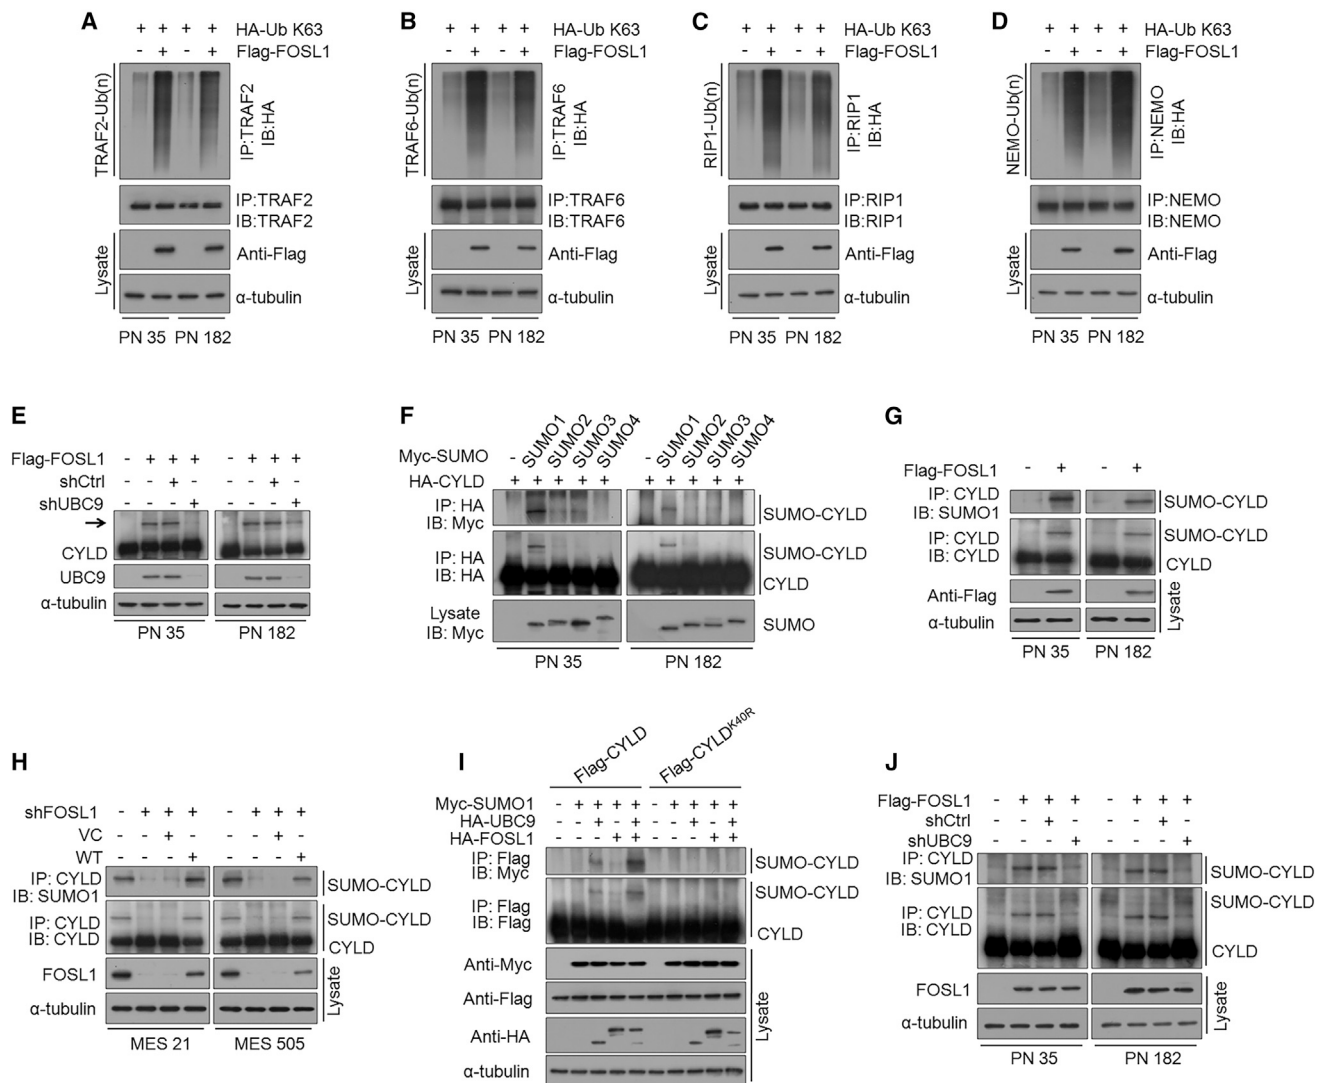 A
+ + + + HA-Ub K63
- + - + Flag-FOSL1
TRAF2-Ub(n)
IP:TRAF2
IB:HA
IP:TRAF2
IB:TRAF2
Lysate
Anti-Flag
α-tubulin
PN 35 PN 182
B
+ + + + HA-Ub K63
- + - + Flag-FOSL1
TRAF6-Ub(n)
IP:TRAF6
IB:HA
IP:TRAF6
IB:TRAF6
Lysate
Anti-Flag
α-tubulin
PN 35 PN 182
C
+ + + + HA-Ub K63
- + - + Flag-FOSL1
RIP1-Ub(n)
IP:RIP1
IB:HA
IP:RIP1
IB:RIP1
Lysate
Anti-Flag
α-tubulin
PN 35 PN 182
D
+ + + + HA-Ub K63
- + - + Flag-FOSL1
NEMO-Ub(n)
IP:NEMO
IB:HA
IP:NEMO
IB:NEMO
Lysate
Anti-Flag
α-tubulin
PN 35 PN 182
E
Flag-FOSL1 - + + + - + + +
shCtrl - - + - - - + -
shUBC9 - - - + - - - +
CYLD
UBC9
α-tubulin
PN 35 PN 182
F
Myc-SUMO - SUMO1 SUMO2 SUMO3 SUMO4 - SUMO1 SUMO2 SUMO3 SUMO4
HA-CYLD + + + + + + + + + +
IP: HA
IB: Myc
SUMO-CYLD
IP: HA
IB: HA
SUMO-CYLD
CYLD
Lysate
IB: Myc
SUMO
PN 35 PN 182
G
Flag-FOSL1 - + - +
IP: CYLD
IB: SUMO1
SUMO-CYLD
IP: CYLD
IB: CYLD
SUMO-CYLD
CYLD
Anti-Flag
α-tubulin
Lysate
PN 35 PN 182
H
shFOSL1 - + + + - + + +
VC - - + - - - + -
WT - - - + - - - +
IP: CYLD
IB: SUMO1
SUMO-CYLD
IP: CYLD
IB: CYLD
SUMO-CYLD
CYLD
FOSL1
α-tubulin
Lysate
MES 21 MES 505
I
Flag-CYLD Flag-CYLDK40R
Myc-SUMO1 - + + + + - + + + +
HA-UBC9 - - + - + - - + - +
HA-FOSL1 - - - + + - - - + +
IP: Flag
IB: Myc
SUMO-CYLD
SUMO-CYLD
IP: Flag
IB: Flag
CYLD
Anti-Myc
Anti-Flag
Anti-HA
α-tubulin
Lysate
J
Flag-FOSL1 - + + + - + + +
shCtrl - - + - - - + -
shUBC9 - - - + - - - +
IP: CYLD
IB: SUMO1
SUMO-CYLD
SUMO-CYLD
IP: CYLD
IB: CYLD
CYLD
FOSL1
α-tubulin
Lysate
PN 35 PN 182